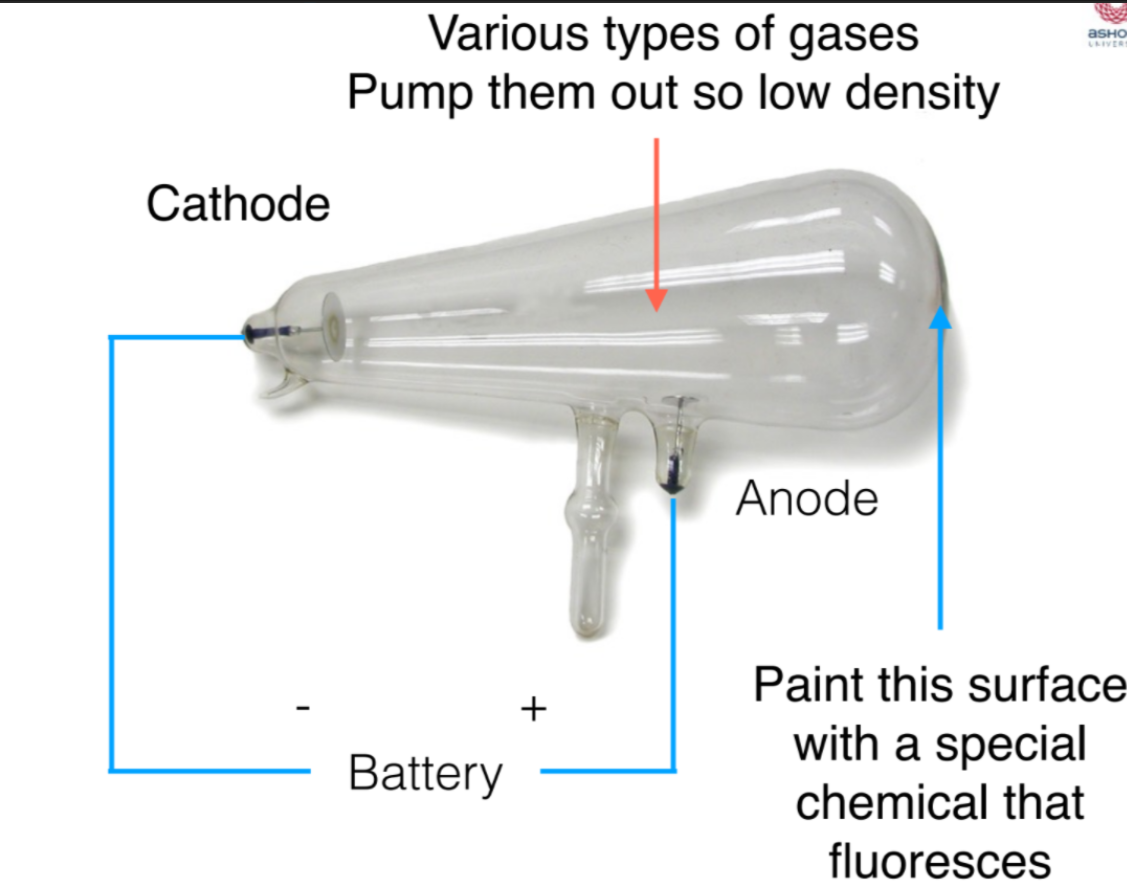 Various types of gases
Pump them out so low density
Cathode
Anode
- +
Battery
Paint this surface
with a special
chemical that
fluoresces